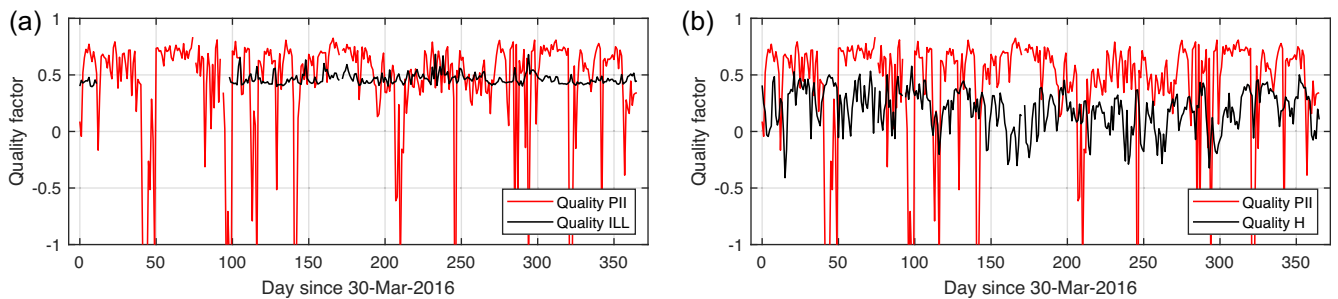 (a)
Quality factor
1
0.5
0
-0.5
-1
0 50 100 150 200 250 300 350
Day since 30-Mar-2016
Quality PII
Quality ILL
(b)
Quality factor
1
0.5
0
-0.5
-1
0 50 100 150 200 250 300 350
Day since 30-Mar-2016
Quality PII
Quality H